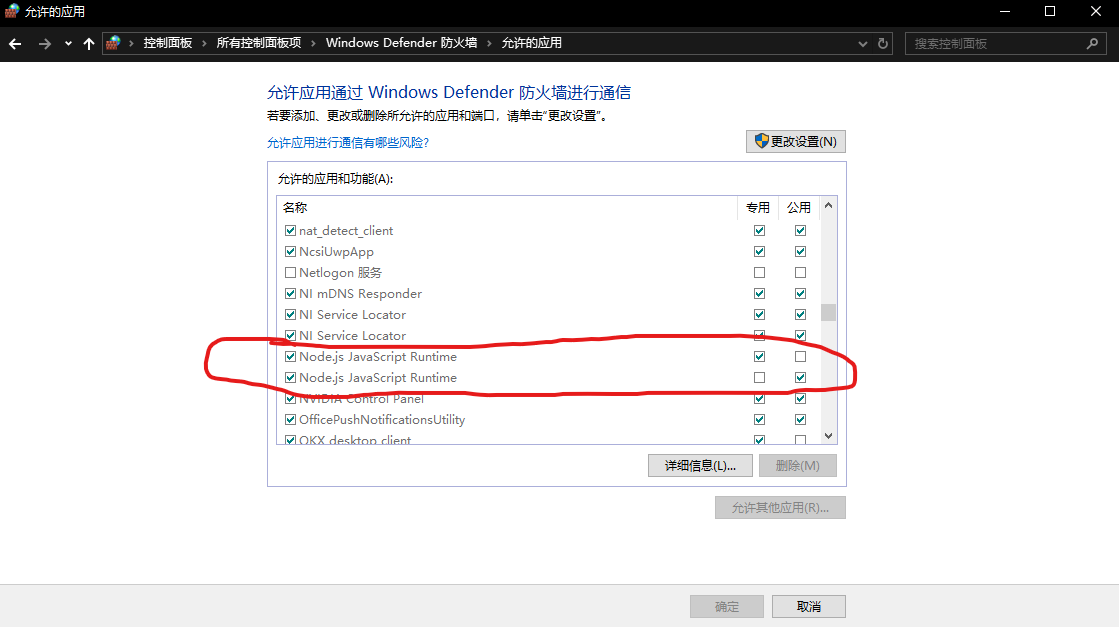 允许的应用
控制面板 › 所有控制面板项 › Windows Defender 防火墙 › 允许的应用
搜索控制面板
允许应用通过 Windows Defender 防火墙进行通信
若要添加、更改或删除所允许的应用和端口，请单击"更改设置"。
允许应用进行通信有哪些风险?
更改设置(N)
允许的应用和功能(A):
名称 专用 公用
nat_detect_client
NcsiUwpApp
Netlogon 服务
NI mDNS Responder
NI Service Locator
NI Service Locator
Node.js JavaScript Runtime
Node.js JavaScript Runtime
NVIDIA Control Panel
OfficePushNotificationsUtility
OKX desktop client
详细信息(L)... 删除(M)
允许其他应用(R)...
确定 取消